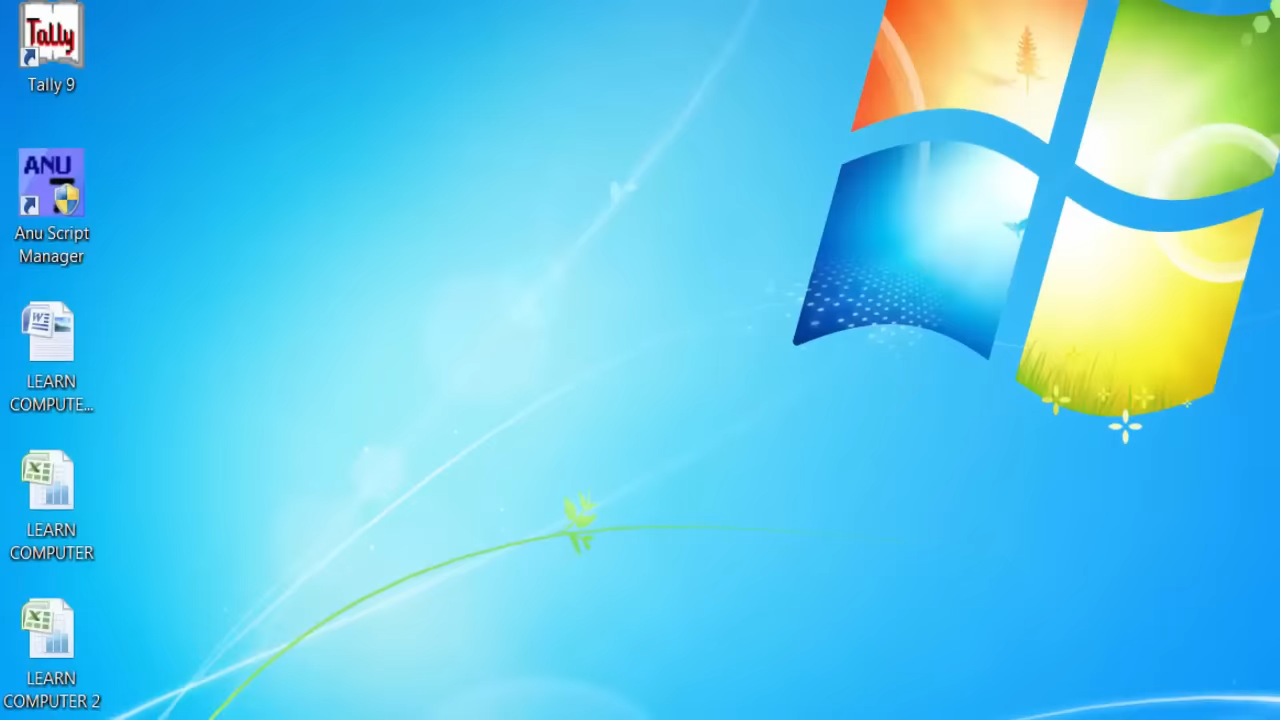 Tally
Tally 9
ANU
Anu Script
Manager
W
LEARN
COMPUTE...
X
LEARN
COMPUTER
X
LEARN
COMPUTER 2